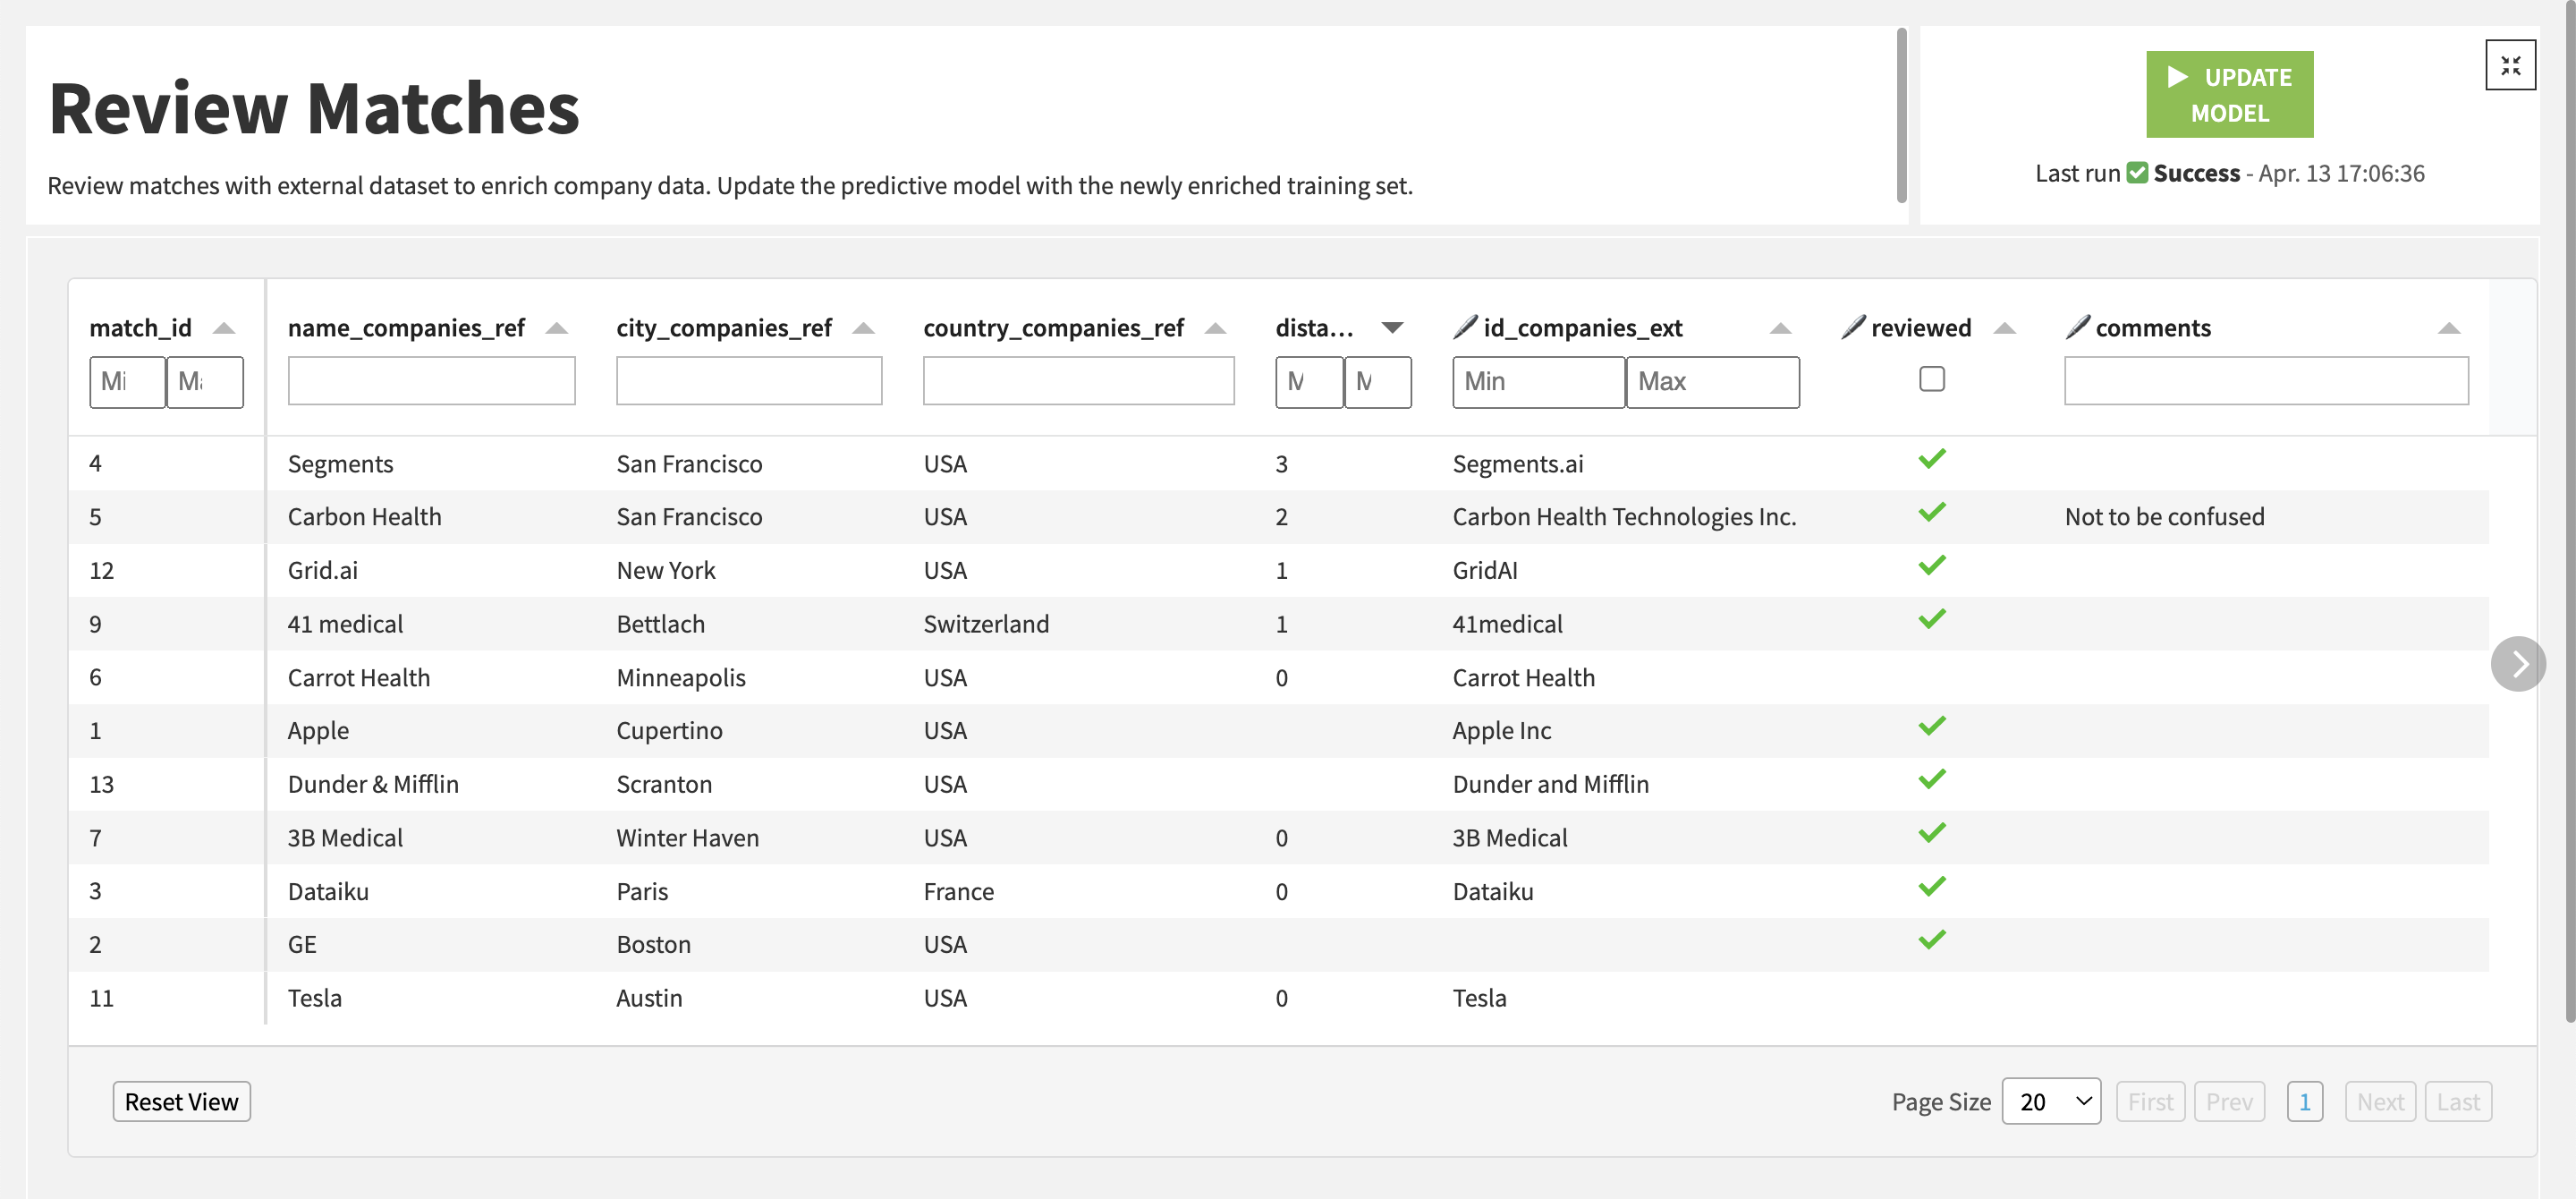 Review Matches
Review matches with external dataset to enrich company data. Update the predictive model with the newly enriched training set.
UPDATE
MODEL
Last run Success - Apr. 13 17:06:36
match_id name_companies_ref city_companies_ref country_companies_ref dista... id_companies_ext reviewed comments
Min Max
4 Segments San Francisco USA 3 Segments.ai
5 Carbon Health San Francisco USA 2 Carbon Health Technologies Inc. Not to be confused
12 Grid.ai New York USA 1 GridAI
9 41 medical Bettlach Switzerland 1 41medical
6 Carrot Health Minneapolis USA 0 Carrot Health
1 Apple Cupertino USA Apple Inc
13 Dunder & Mifflin Scranton USA Dunder and Mifflin
7 3B Medical Winter Haven USA 0 3B Medical
3 Dataiku Paris France 0 Dataiku
2 GE Boston USA
11 Tesla Austin USA 0 Tesla
Reset View Page Size 20 First Prev 1 Next Last